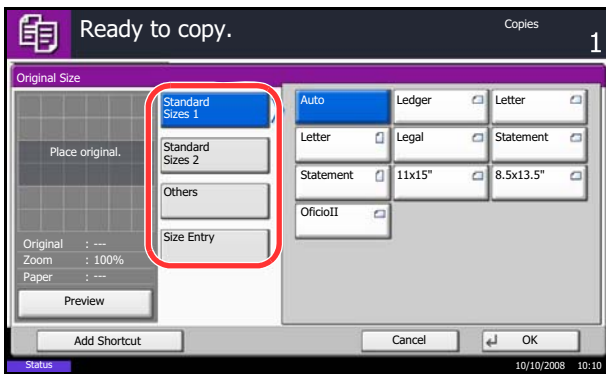 Ready to copy.
Copies
1
Original Size
Place original.
Original : ---
Zoom : 100%
Paper : ---
Preview
Standard
Sizes 1
Standard
Sizes 2
Others
Size Entry
Auto
Ledger
Letter
Letter
Legal
Statement
Statement
11x15"
8.5x13.5"
OficioII
Add Shortcut
Cancel
OK
Status
10/10/2008 10:10